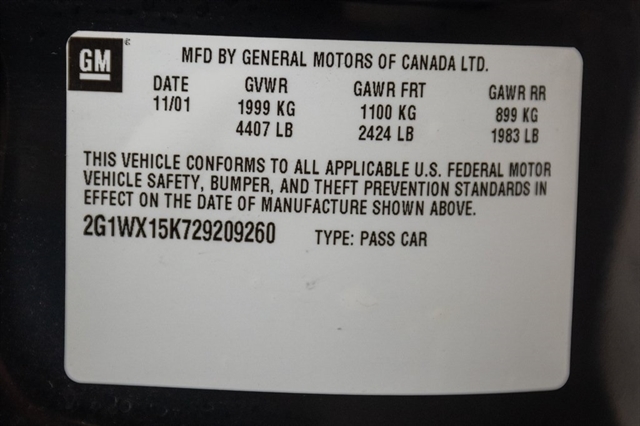 GM
MFD BY GENERAL MOTORS OF CANADA LTD.
DATE GVWR GAWR FRT GAWR RR
11/01 1999 KG 1100 KG 899 KG
4407 LB 2424 LB 1983 LB
THIS VEHICLE CONFORMS TO ALL APPLICABLE U.S. FEDERAL MOTOR
VEHICLE SAFETY, BUMPER, AND THEFT PREVENTION STANDARDS IN
EFFECT ON THE DATE OF MANUFACTURE SHOWN ABOVE.
2G1WX15K729209260 TYPE: PASS CAR